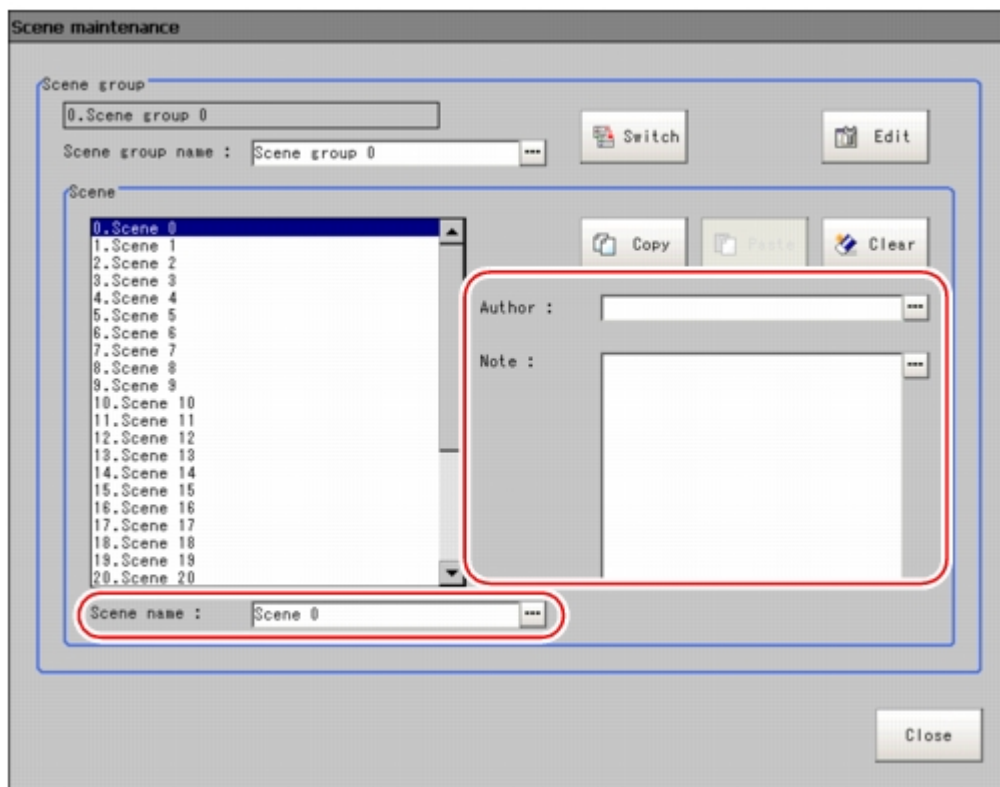 Scene maintenance
Scene group
0.Scene group 0
Switch
Edit
Scene group name :
Scene group 0
Scene
0.Scene 0
1.Scene 1
2.Scene 2
3.Scene 3
4.Scene 4
5.Scene 5
6.Scene 6
7.Scene 7
8.Scene 8
9.Scene 9
10.Scene 10
11.Scene 11
12.Scene 12
13.Scene 13
14.Scene 14
15.Scene 15
16.Scene 16
17.Scene 17
18.Scene 18
19.Scene 19
20.Scene 20
Copy
Paste
Clear
Author :
Note :
Scene name :
Scene 0
Close